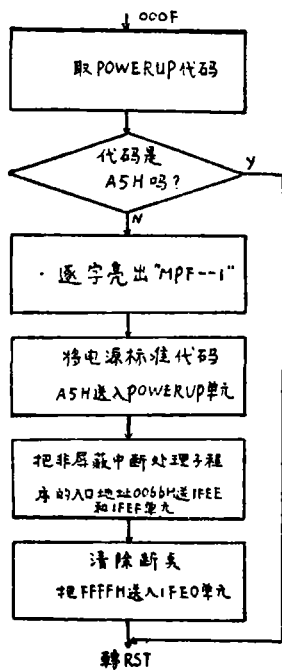 000F
取POWERUP代码
代码是
A5H吗?
Y
N
·逐字亮出"MPF--1"
将电源标准代码
A5H送入POWERUP单元
把非屏蔽中断处理子程
序的入口地址0066H送1FEE
和1FEF单元
清除断点
把FFFFH送入1FE0单元
轉RST